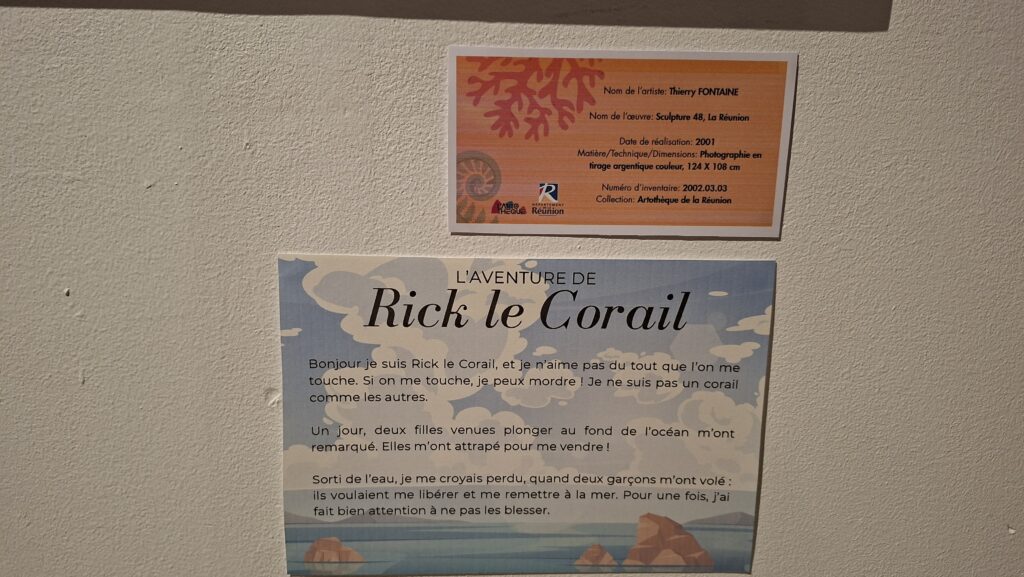 Nom de l'artiste: Thierry FONTAINE
Nom de l'œuvre: Sculpture 48, La Réunion
Date de réalisation: 2001
Matière/Technique/Dimensions: Photographie en
tirage argentique couleur, 124 X 108 cm
Numéro d'inventaire: 2002.03.03
Collection: Artothèque de la Réunion
L'ARTO
THÈQUE
R
DÉPARTEMENT
Réunion
L'AVENTURE DE
Rick le Corail
Bonjour je suis Rick le Corail, et je n'aime pas du tout que l'on me
touche. Si on me touche, je peux mordre ! Je ne suis pas un corail
comme les autres.
Un jour, deux filles venues plonger au fond de l'océan m'ont
remarqué. Elles m'ont attrapé pour me vendre !
Sorti de l'eau, je me croyais perdu, quand deux garçons m'ont volé :
ils voulaient me libérer et me remettre à la mer. Pour une fois, j'ai
fait bien attention à ne pas les blesser.